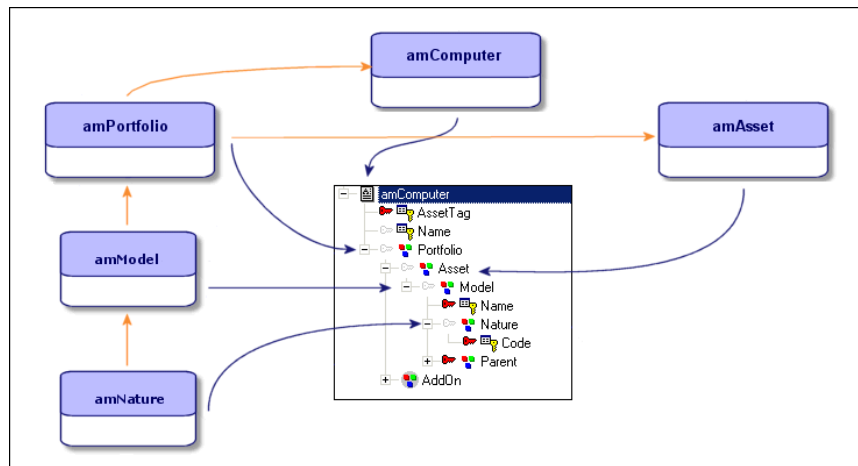 amComputer
amPortfolio
amAsset
amComputer
AssetTag
Name
Portfolio
amModel
Asset
Model
Name
Nature
Code
Parent
amNature
AddOn